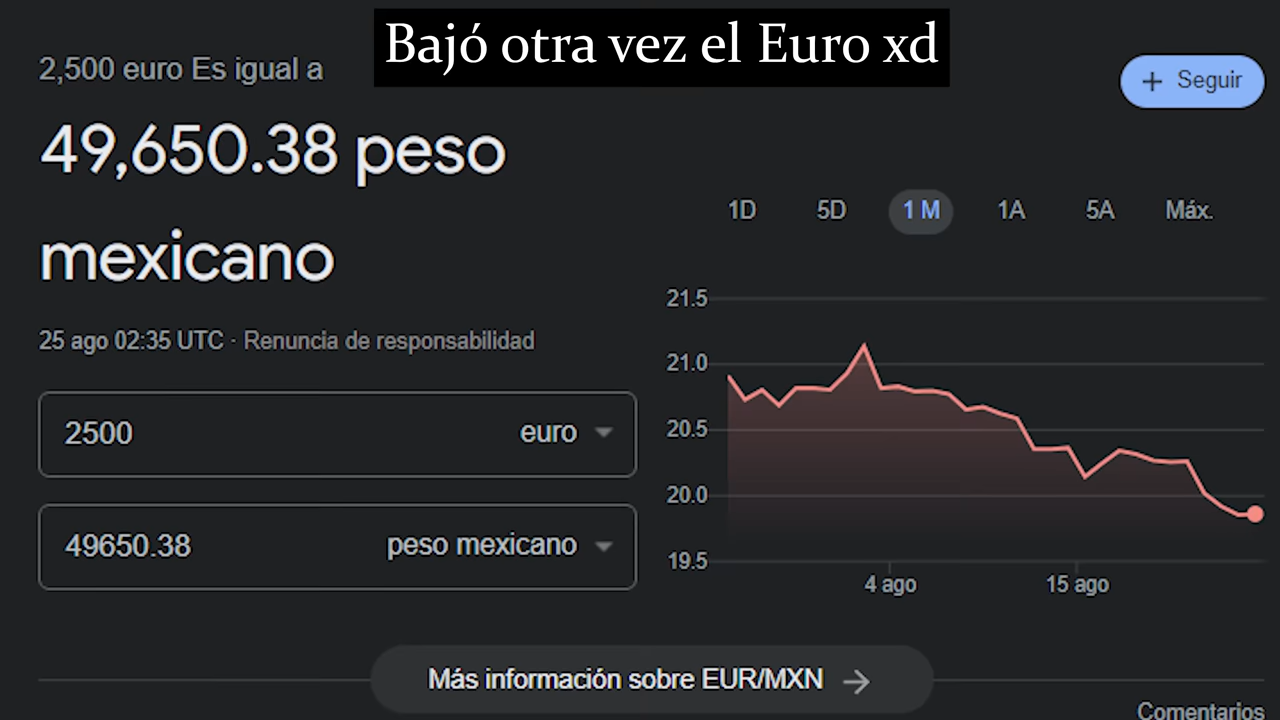 Bajó otra vez el Euro xd
2,500 euro Es igual a
49,650.38 peso
mexicano
25 ago 02:35 UTC · Renuncia de responsabilidad
2500 euro
49650.38 peso mexicano
+ Seguir
1D 5D 1 M 1A 5A Máx.
21.5
21.0
20.5
20.0
19.5
4 ago 15 ago
Más información sobre EUR/MXN →
Comentarios